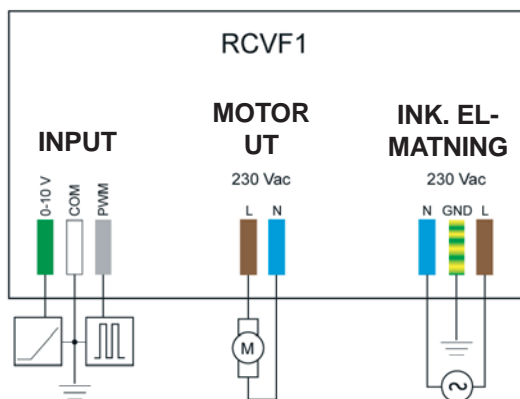 RCVF1
INPUT
0-10 V
COM
PWM
MOTOR
UT
230 Vac
L N
M
INK. EL-
MATNING
230 Vac
N GND L